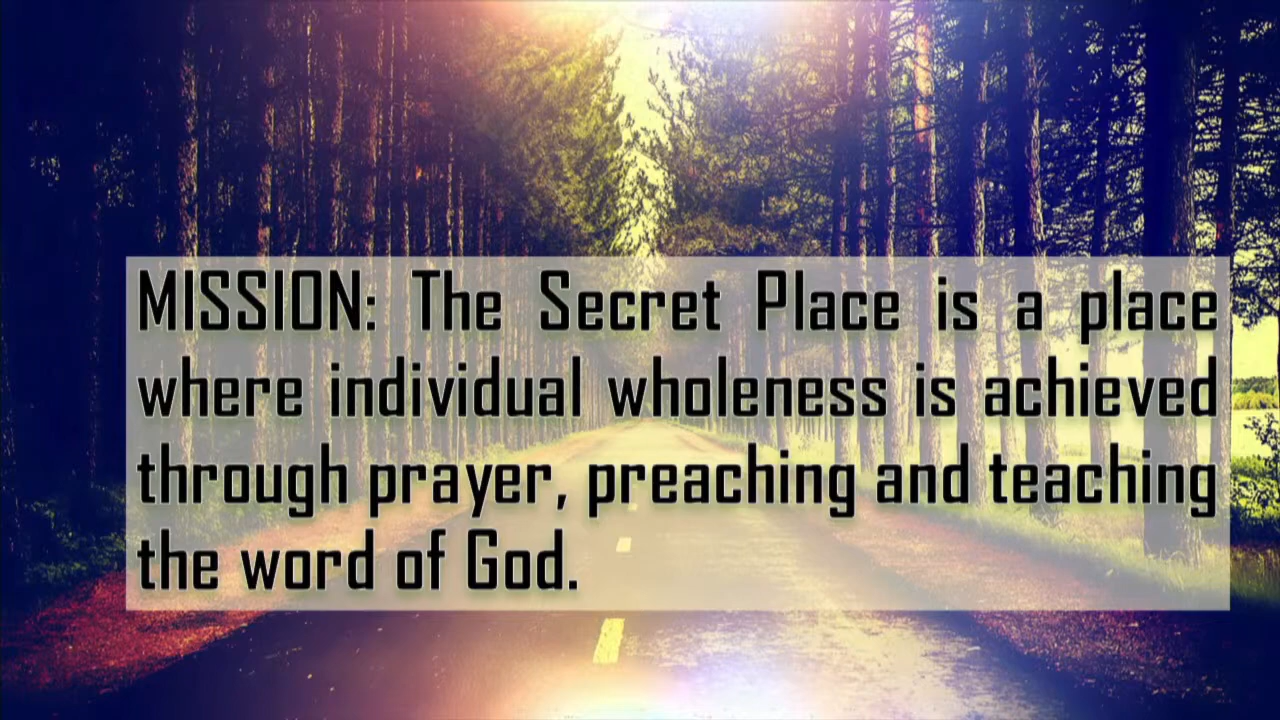 MISSION: The Secret Place is a place
where individual wholeness is achieved
through prayer, preaching and teaching
the word of God.